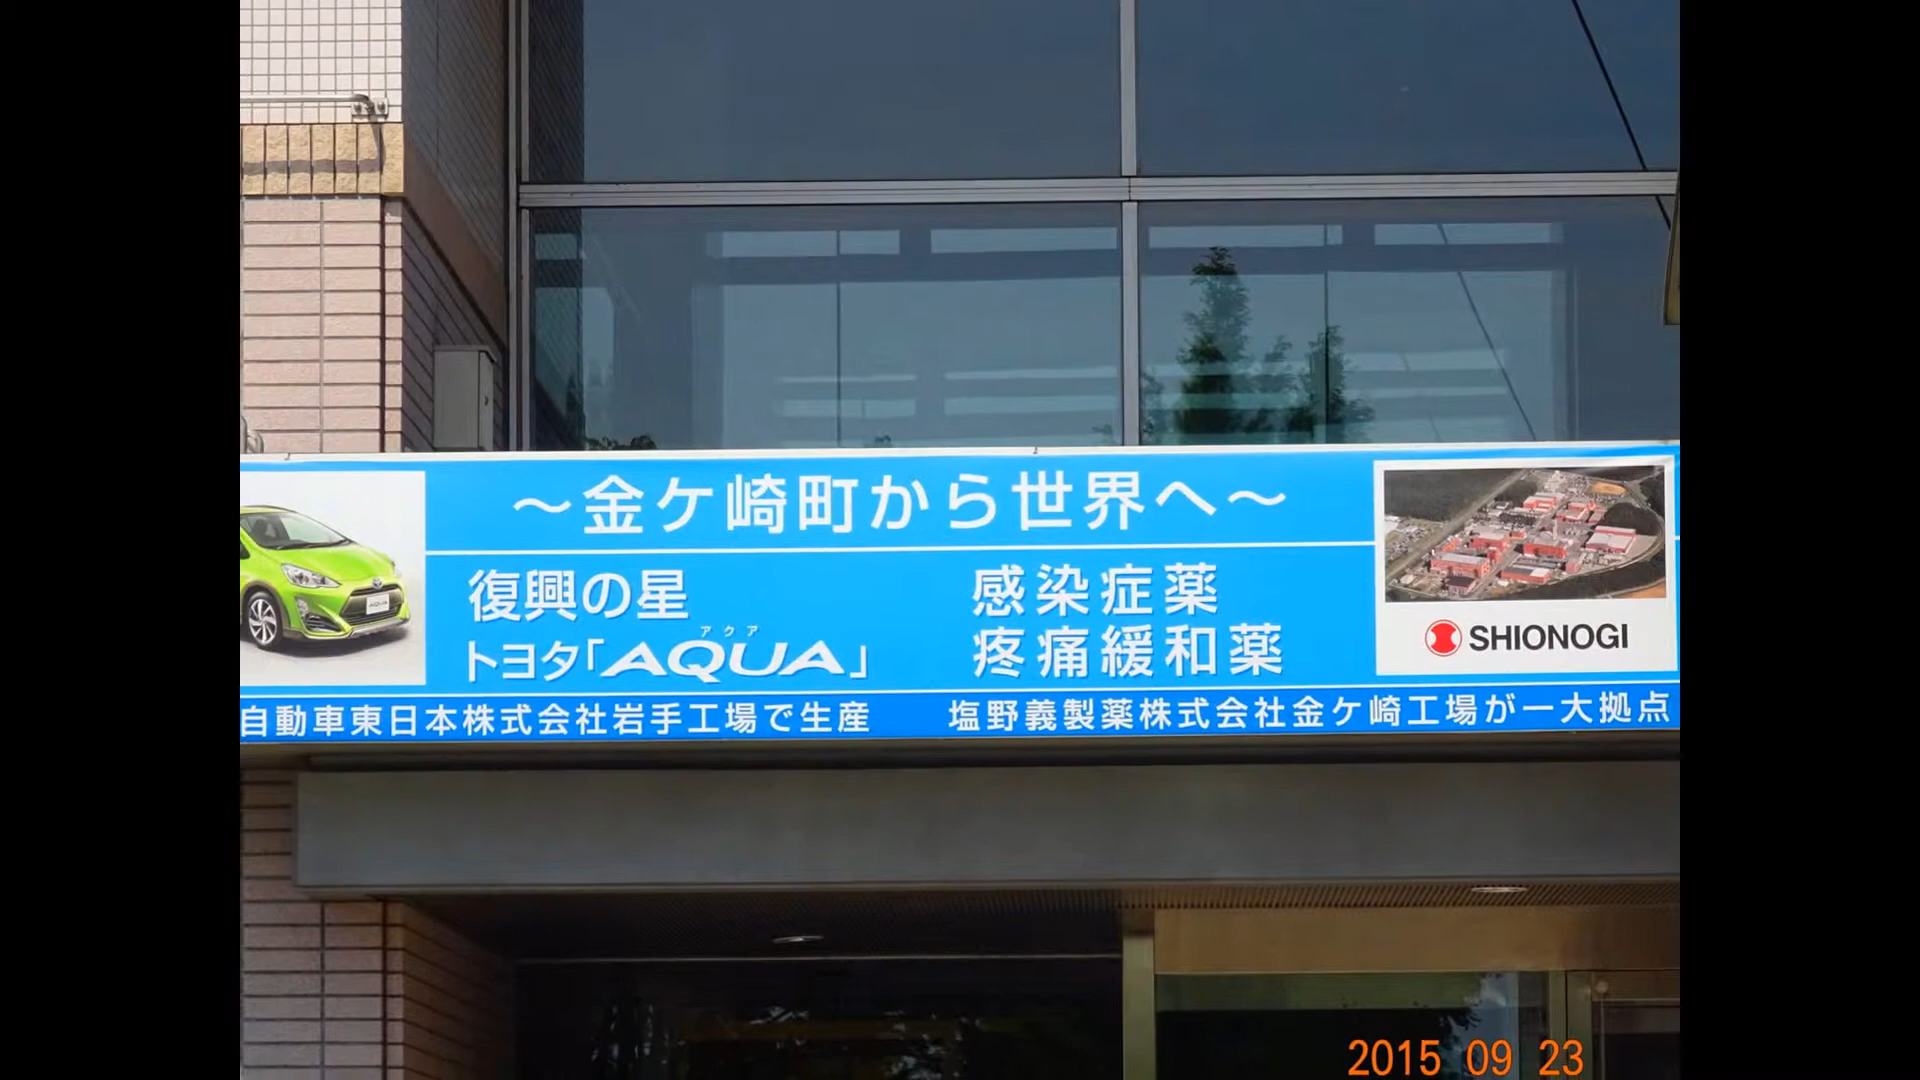 ～金ケ崎町から世界へ～
復興の星
アクア
トヨタ「AQUA」
感染症薬
疼痛緩和薬
自動車東日本株式会社岩手工場で生産
塩野義製薬株式会社金ケ崎工場が一大拠点
AQUA
SHIONOGI
2015 09 23